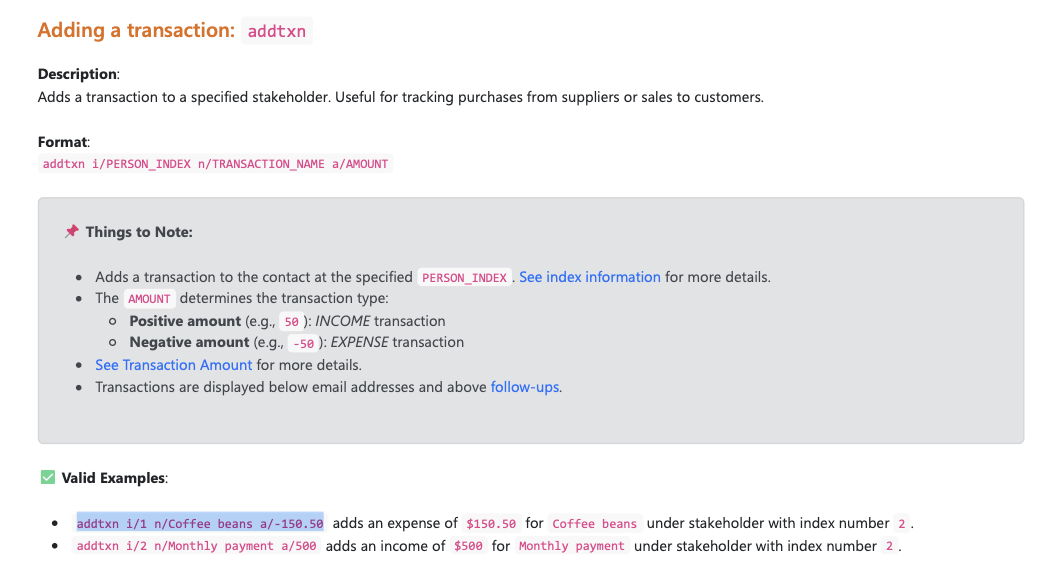 Adding a transaction: addtxn
Description:
Adds a transaction to a specified stakeholder. Useful for tracking purchases from suppliers or sales to customers.
Format:
addtxn i/PERSON_INDEX n/TRANSACTION_NAME a/AMOUNT
📌 Things to Note:
• Adds a transaction to the contact at the specified PERSON_INDEX. See index information for more details.
• The AMOUNT determines the transaction type:
○ Positive amount (e.g., 50): INCOME transaction
○ Negative amount (e.g., -50): EXPENSE transaction
• See Transaction Amount for more details.
• Transactions are displayed below email addresses and above follow-ups.
✅ Valid Examples:
• addtxn i/1 n/Coffee beans a/-150.50 adds an expense of $150.50 for Coffee beans under stakeholder with index number 2.
• addtxn i/2 n/Monthly payment a/500 adds an income of $500 for Monthly payment under stakeholder with index number 2.